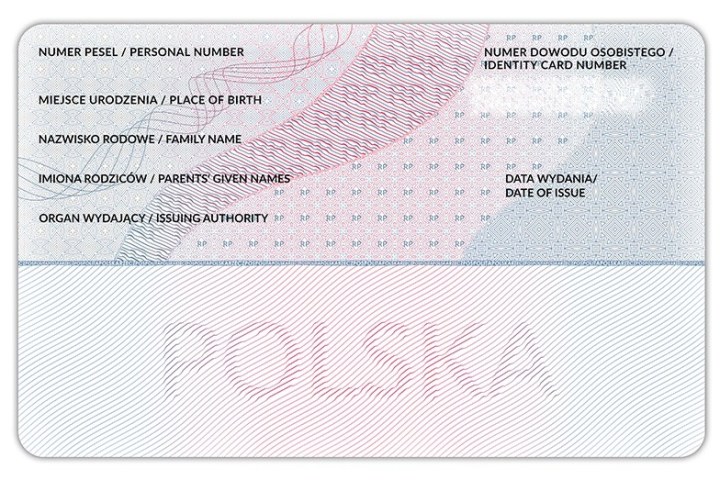 NUMER PESEL / PERSONAL NUMBER
NUMER DOWODU OSOBISTEGO /
IDENTITY CARD NUMBER
MIEJSCE URODZENIA / PLACE OF BIRTH
NAZWISKO RODOWE / FAMILY NAME
IMIONA RODZICÓW / PARENTS' GIVEN NAMES
DATA WYDANIA/
DATE OF ISSUE
ORGAN WYDAJĄCY / ISSUING AUTHORITY
POLSKA